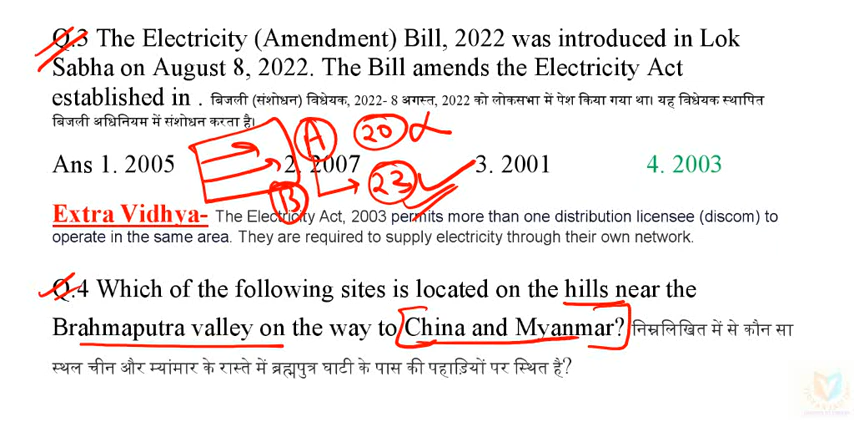 Q.3 The Electricity (Amendment) Bill, 2022 was introduced in Lok
Sabha on August 8, 2022. The Bill amends the Electricity Act
established in . बिजली (संशोधन) विधेयक, 2022- 8 अगस्त, 2022 को लोकसभा में पेश किया गया था। यह विधेयक स्थापित
बिजली अधिनियम में संशोधन करता है।
A 20
Ans 1. 2005 2. 2007 3. 2001 4. 2003
B 23
Extra Vidhya- The Electricity Act, 2003 permits more than one distribution licensee (discom) to
operate in the same area. They are required to supply electricity through their own network.
Q.4 Which of the following sites is located on the hills near the
Brahmaputra valley on the way to China and Myanmar? निम्नलिखित में से कौन सा
स्थल चीन और म्यांमार के रास्ते में ब्रह्मपुत्र घाटी के पास की पहाड़ियों पर स्थित है?